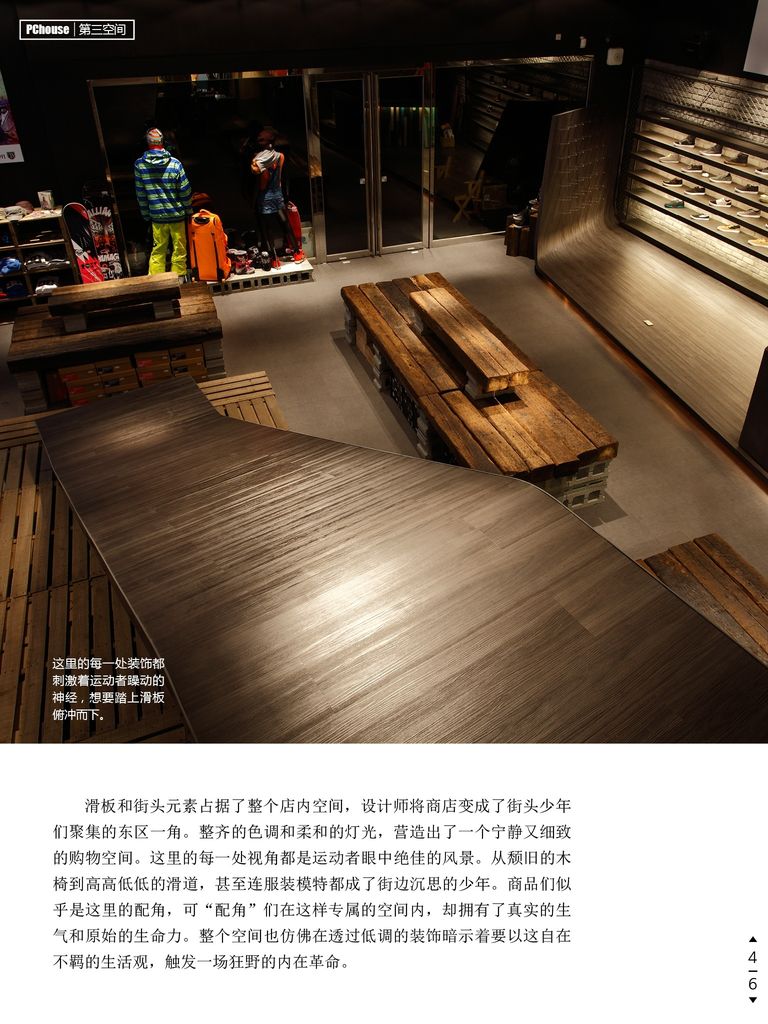 PChouse 第三空间
这里的每一处装饰都
刺激着运动者躁动的
神经，想要踏上滑板
俯冲而下。
滑板和街头元素占据了整个店内空间，设计师将商店变成了街头少年
们聚集的东区一角。整齐的色调和柔和的灯光，营造出了一个宁静又细致
的购物空间。这里的每一处视角都是运动者眼中绝佳的风景。从颓旧的木
椅到高高低低的滑道，甚至连服装模特都成了街边沉思的少年。商品们似
乎是这里的配角，可“配角”们在这样专属的空间内，却拥有了真实的生
气和原始的生命力。整个空间也仿佛在透过低调的装饰暗示着要以这自在
不羁的生活观，触发一场狂野的内在革命。
4
6